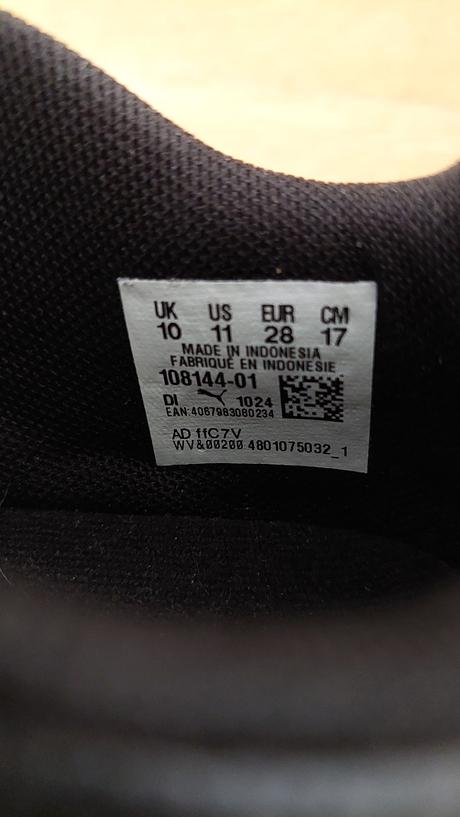 UK US EUR CM
10 11 28 17
MADE IN INDONESIA
FABRIQUÉ EN INDONESIE
108144-01
DI 1024
EAN:4067983080234
AD ffC7V
WV&00200 4801075032_1